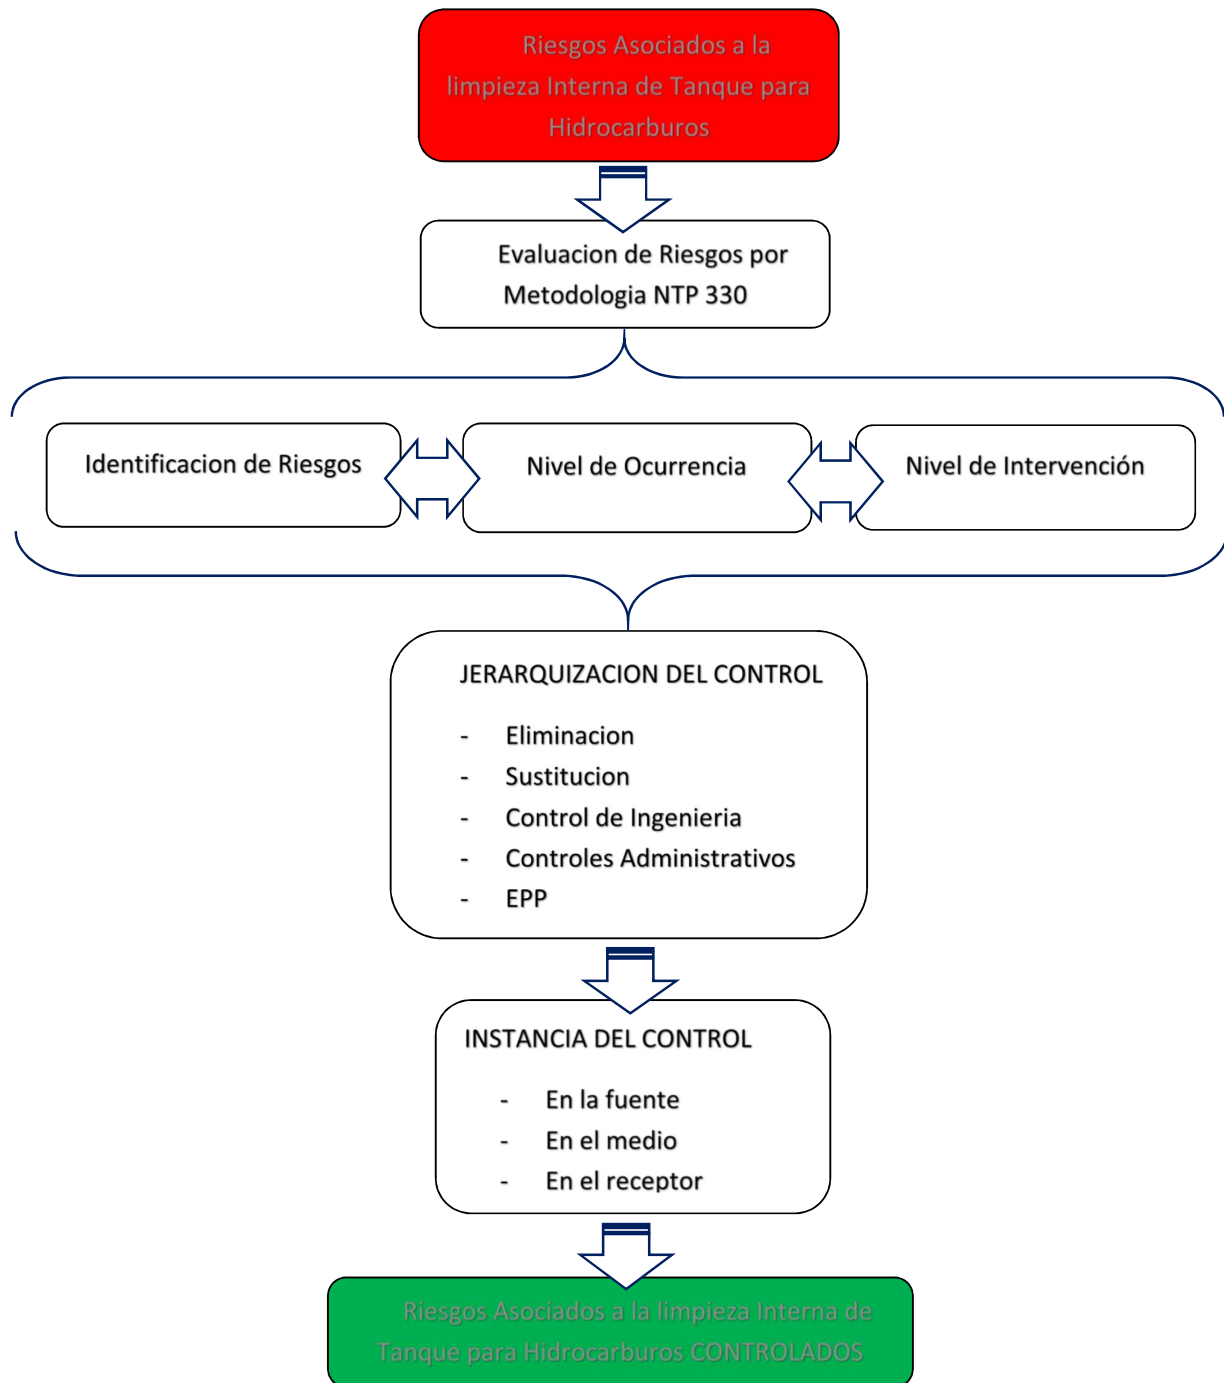 Riesgos Asociados a la
limpieza Interna de Tanque para
Hidrocarburos
Evaluacion de Riesgos por
Metodologia NTP 330
Identificacion de Riesgos
Nivel de Ocurrencia
Nivel de Intervención
JERARQUIZACION DEL CONTROL
- Eliminacion
- Sustitucion
- Control de Ingenieria
- Controles Administrativos
- EPP
INSTANCIA DEL CONTROL
- En la fuente
- En el medio
- En el receptor
Riesgos Asociados a la limpieza Interna de
Tanque para Hidrocarburos CONTROLADOS